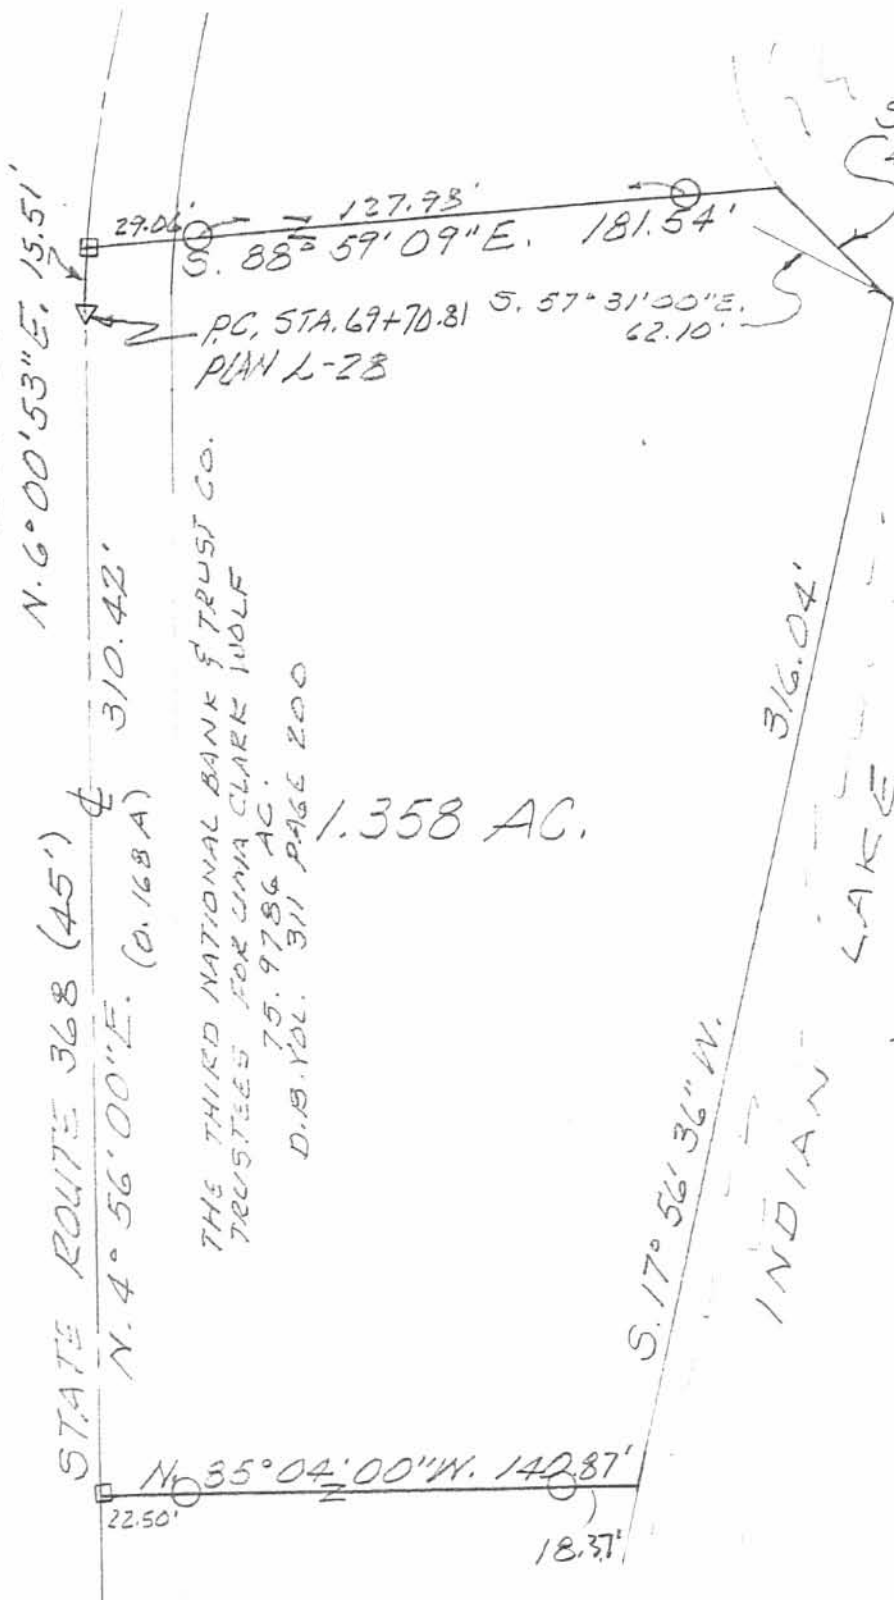 N. 6° 00' 53" E. 15.51'
29.06'
127.93'
S. 88° 59' 09" E. 181.54'
P.C. STA. 69+70.81
PLAN L-28
S. 57° 31' 00" E.
62.10'
STATE ROUTE 368 (45')
N. 4° 56' 00" E. 310.42'
(0.168 A)
THE THIRD NATIONAL BANK & TRUST CO.
TRUSTEES FOR CLARK WOLF
75.9786 AC.
D.B. VOL. 311 PAGE 200
1.358 AC.
S. 17° 56' 36" W. 316.04'
INDIAN LAKE
N. 85° 04' 00" W. 140.87'
22.50'
18.37'